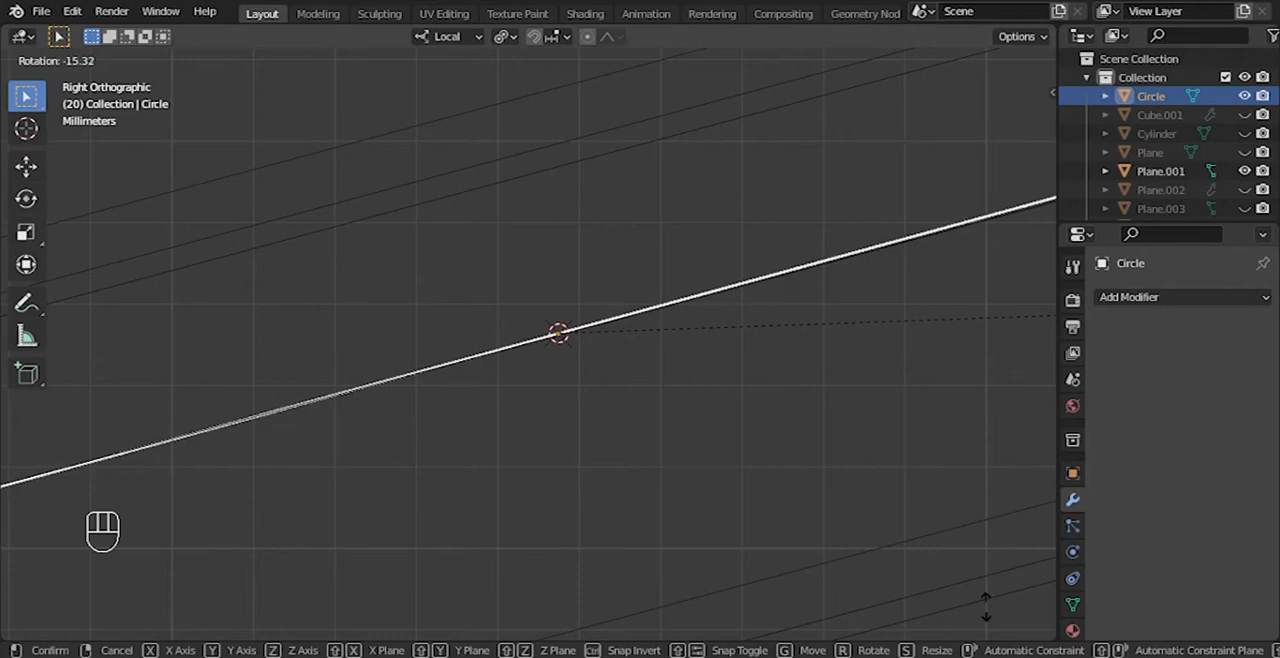 File Edit Render Window Help Layout Modeling Sculpting UV Editing Texture Paint Shading Animation Rendering Compositing Geometry Nod Scene View Layer
Local Options
Rotation: -15.32
Right Orthographic
(20) Collection | Circle
Millimeters
Scene Collection
Collection
Circle
Cube.001
Cylinder
Plane
Plane.001
Plane.002
Plane.003
Circle
Add Modifier
Confirm Cancel X X Axis Y Y Axis Z Z Axis X X Plane Y Y Plane Z Z Plane Ctrl Snap Invert Snap Toggle G Move R Rotate S Resize Automatic Constraint Automatic Constraint Plane